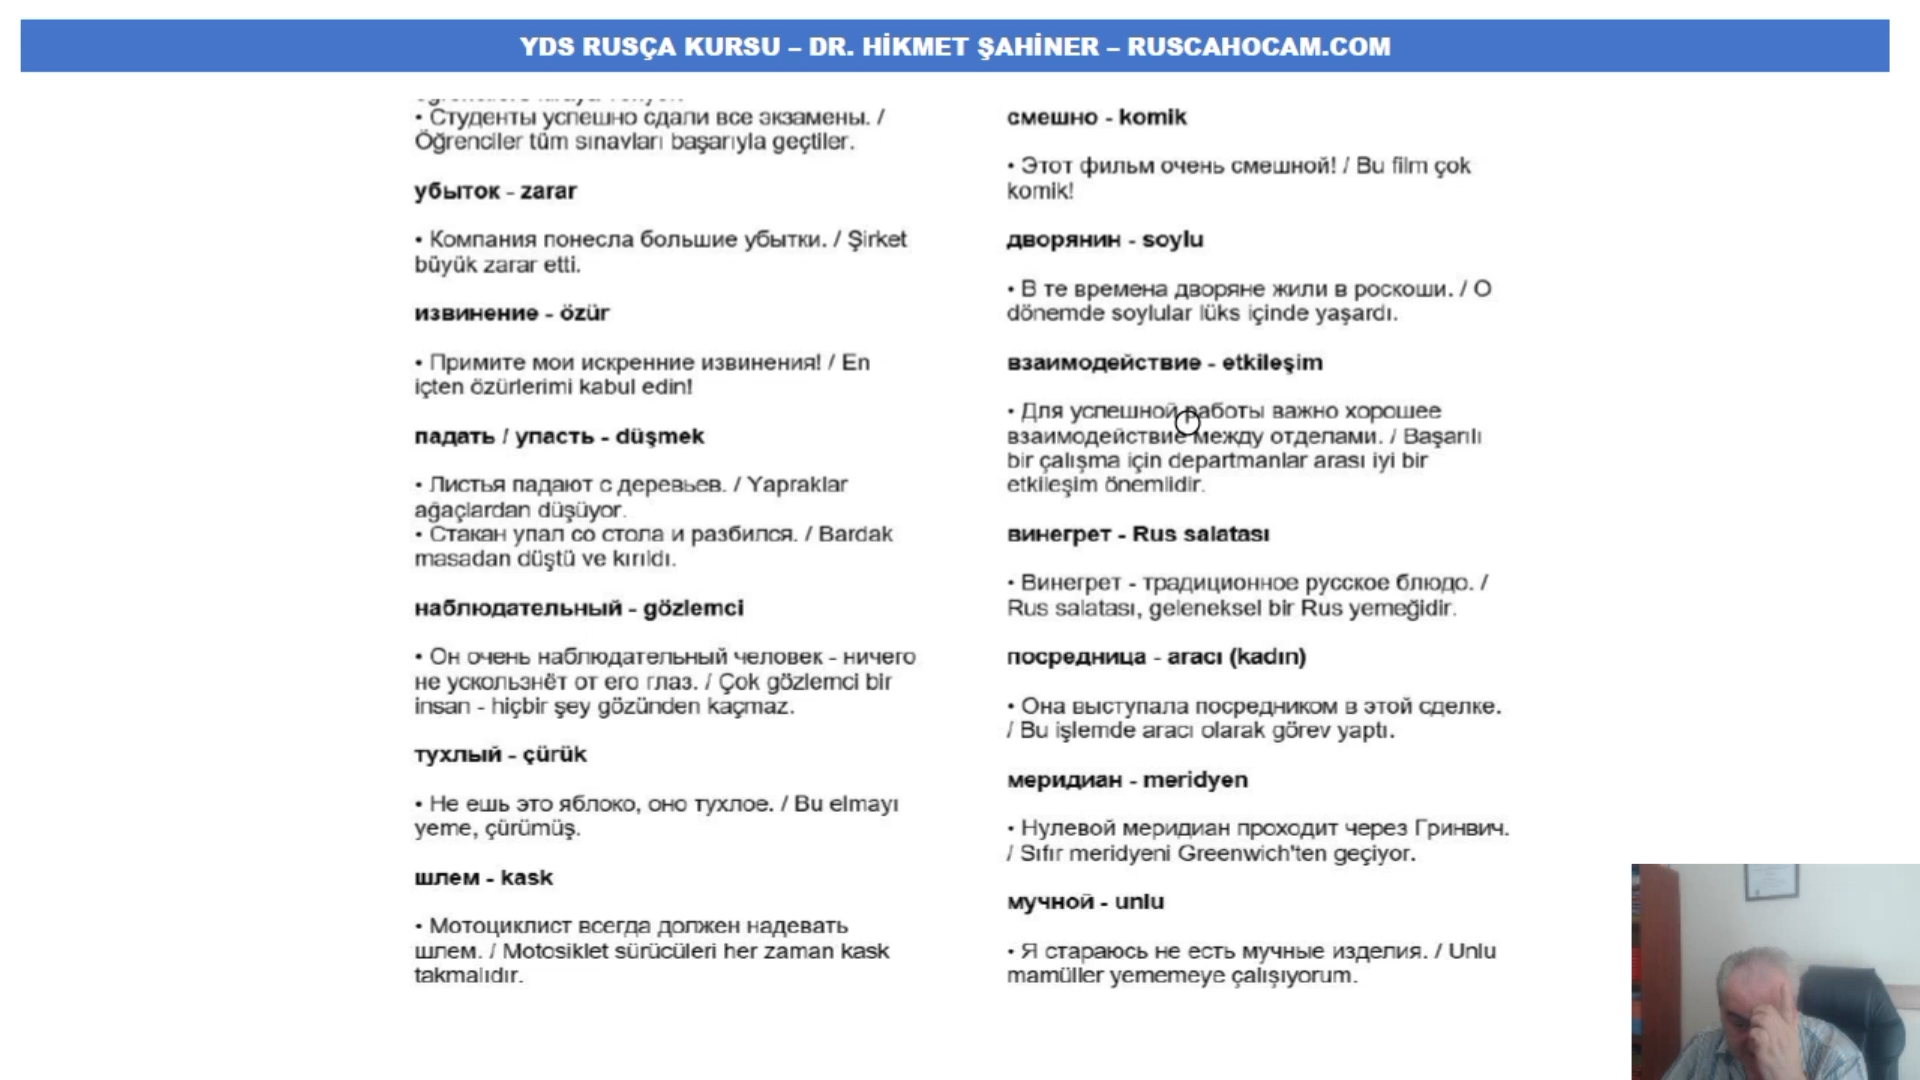 YDS RUSÇA KURSU – DR. HİKMET ŞAHİNER – RUSCAHOCAM.COM
• Студенты успешно сдали все экзамены. /
Öğrenciler tüm sınavları başarıyla geçtiler.
убыток - zarar
• Компания понесла большие убытки. / Şirket
büyük zarar etti.
извинение - özür
• Примите мои искренние извинения! / En
içten özürlerimi kabul edin!
падать / упасть - düşmek
• Листья падают с деревьев. / Yapraklar
ağaçlardan düşüyor.
• Стакан упал со стола и разбился. / Bardak
masadan düştü ve kırıldı.
наблюдательный - gözlemci
• Он очень наблюдательный человек - ничего
не ускользнёт от его глаз. / Çok gözlemci bir
insan - hiçbir şey gözünden kaçmaz.
тухлый - çürük
• Не ешь это яблоко, оно тухлое. / Bu elmayı
yeme, çürümüş.
шлем - kask
• Мотоциклист всегда должен надевать
шлем. / Motosiklet sürücüleri her zaman kask
takmalıdır.
смешно - komik
• Этот фильм очень смешной! / Bu film çok
komik!
дворянин - soylu
• В те времена дворяне жили в роскоши. / O
dönemde soylular lüks içinde yaşardı.
взаимодействие - etkileşim
• Для успешной работы важно хорошее
взаимодействие между отделами. / Başarılı
bir çalışma için departmanlar arası iyi bir
etkileşim önemlidir.
винегрет - Rus salatası
• Винегрет - традиционное русское блюдо. /
Rus salatası, geleneksel bir Rus yemeğidir.
посредница - aracı (kadın)
• Она выступала посредником в этой сделке.
/ Bu işlemde aracı olarak görev yaptı.
меридиан - meridyen
• Нулевой меридиан проходит через Гринвич.
/ Sıfır meridyeni Greenwich'ten geçiyor.
мучной - unlu
• Я стараюсь не есть мучные изделия. / Unlu
mamüller yememeye çalışıyorum.